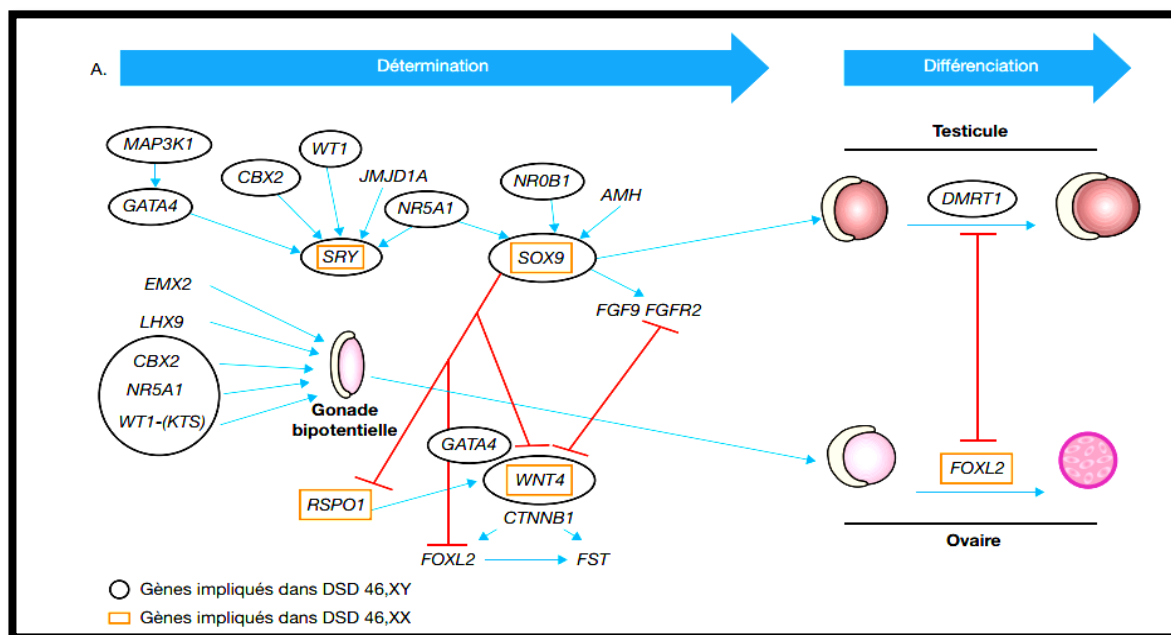 A.
Détermination
Différenciation
Testicule
MAP3K1
WT1
CBX2
JMJD1A
NR0B1
AMH
DMRT1
GATA4
NR5A1
SRY
SOX9
EMX2
FGF9 FGFR2
LHX9
CBX2
NR5A1
WT1-(KTS)
Gonade
bipotentielle
GATA4
WNT4
FOXL2
RSPO1
CTNNB1
FOXL2
FST
Ovaire
Gènes impliqués dans DSD 46,XY
Gènes impliqués dans DSD 46,XX